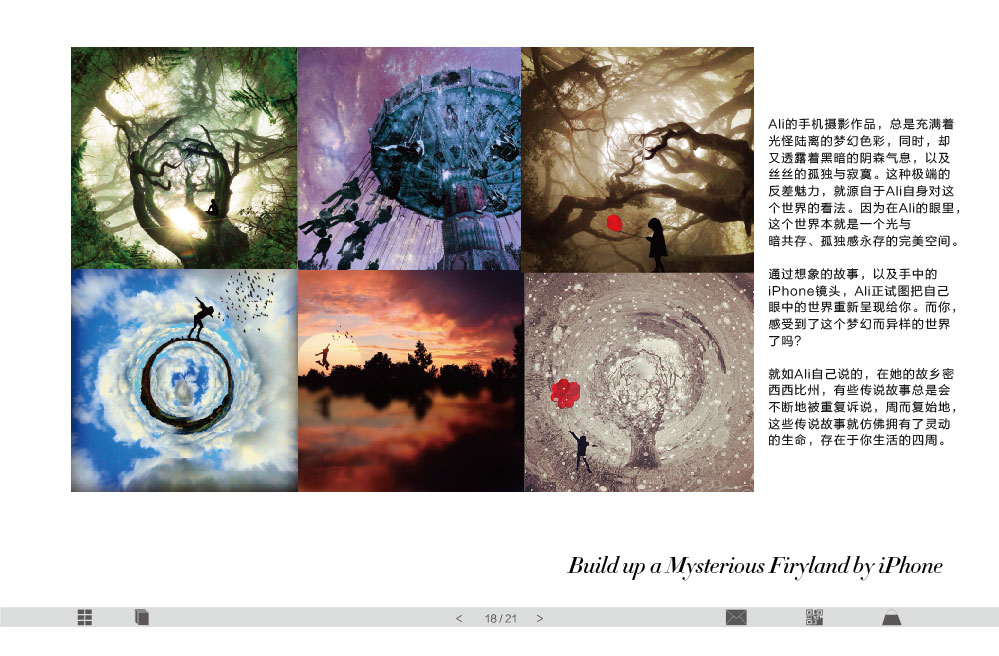 Ali的手机摄影作品，总是充满着
光怪陆离的梦幻色彩，同时，却
又透露着黑暗的阴森气息，以及
丝丝的孤独与寂寞。这种极端的
反差魅力，就源自于Ali自身对这
个世界的看法。因为在Ali的眼里，
这个世界本就是一个光与
暗共存、孤独感永存的完美空间。
通过想象的故事，以及手中的
iPhone镜头，Ali正试图把自己
眼中的世界重新呈现给你。而你，
感受到了这个梦幻而异样的世界
了吗？
就如Ali自己说的，在她的故乡密
西西比州，有些传说故事总是会
不断地被重复诉说，周而复始地，
这些传说故事就仿佛拥有了灵动
的生命，存在于你生活的四周。
Build up a Mysterious Firyland by iPhone
< 18/21 >